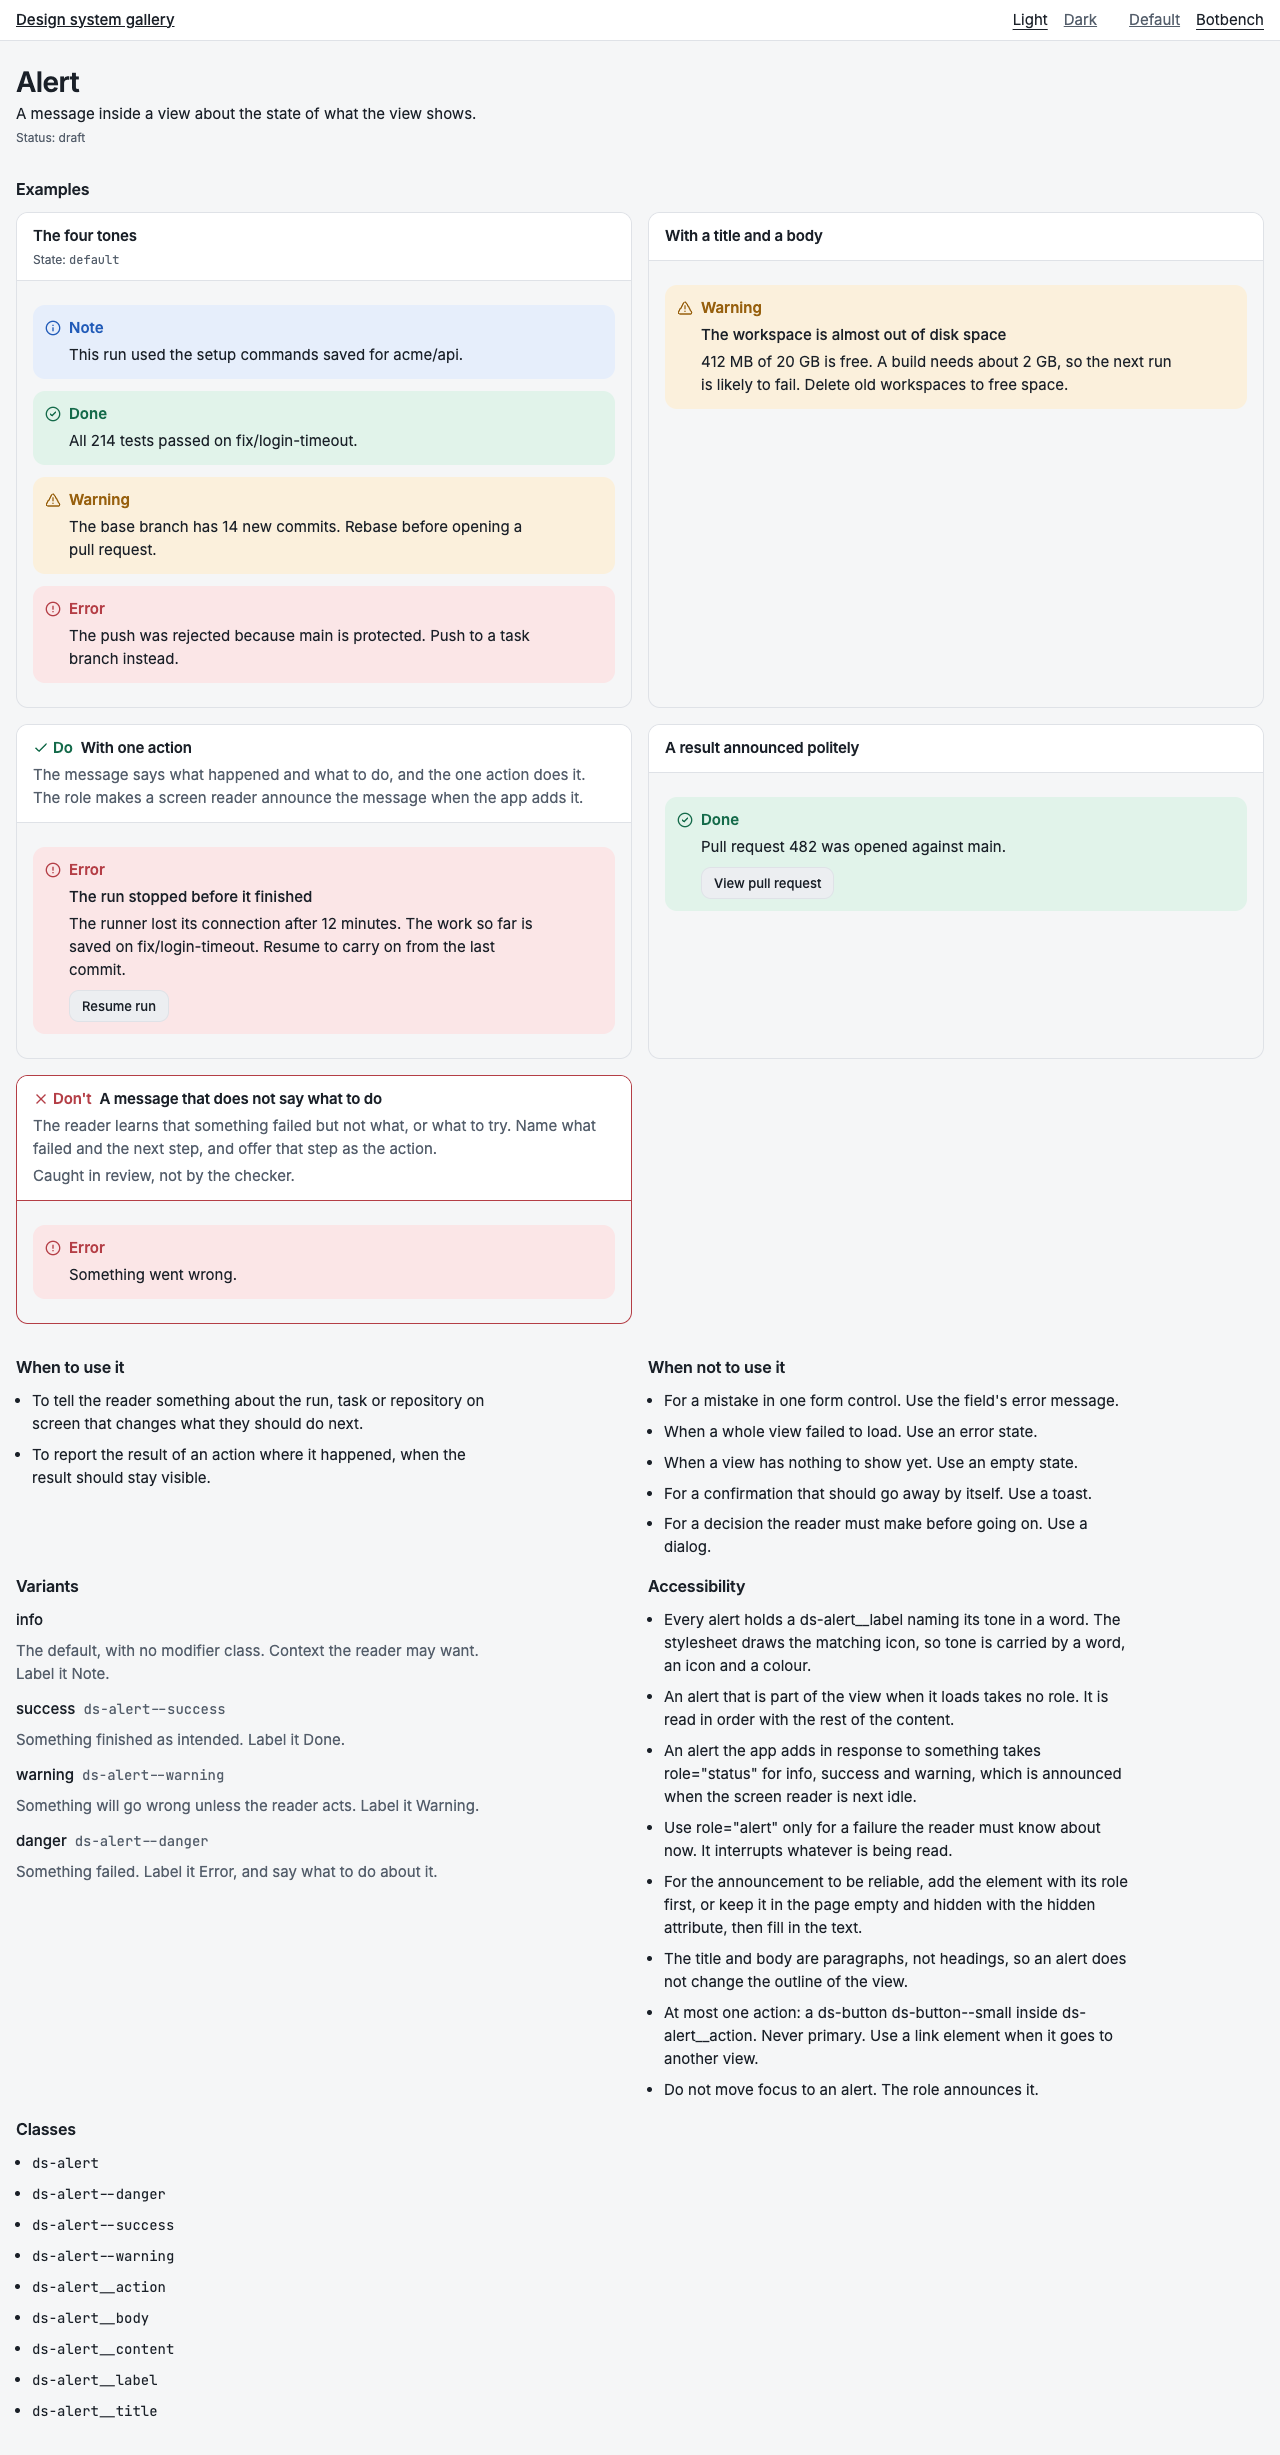 Design system gallery
Light Dark Default Botbench
Alert
A message inside a view about the state of what the view shows.
Status: draft
Examples
The four tones
State: default
Note
This run used the setup commands saved for acme/api.
Done
All 214 tests passed on fix/login-timeout.
Warning
The base branch has 14 new commits. Rebase before opening a
pull request.
Error
The push was rejected because main is protected. Push to a task
branch instead.
With a title and a body
Warning
The workspace is almost out of disk space
412 MB of 20 GB is free. A build needs about 2 GB, so the next run
is likely to fail. Delete old workspaces to free space.
Do With one action
The message says what happened and what to do, and the one action does it.
The role makes a screen reader announce the message when the app adds it.
Error
The run stopped before it finished
The runner lost its connection after 12 minutes. The work so far is
saved on fix/login-timeout. Resume to carry on from the last
commit.
Resume run
A result announced politely
Done
Pull request 482 was opened against main.
View pull request
Don't A message that does not say what to do
The reader learns that something failed but not what, or what to try. Name what
failed and the next step, and offer that step as the action.
Caught in review, not by the checker.
Error
Something went wrong.
When to use it
• To tell the reader something about the run, task or repository on
screen that changes what they should do next.
• To report the result of an action where it happened, when the
result should stay visible.
When not to use it
• For a mistake in one form control. Use the field's error message.
• When a whole view failed to load. Use an error state.
• When a view has nothing to show yet. Use an empty state.
• For a confirmation that should go away by itself. Use a toast.
• For a decision the reader must make before going on. Use a
dialog.
Variants
info
The default, with no modifier class. Context the reader may want.
Label it Note.
success ds-alert--success
Something finished as intended. Label it Done.
warning ds-alert--warning
Something will go wrong unless the reader acts. Label it Warning.
danger ds-alert--danger
Something failed. Label it Error, and say what to do about it.
Accessibility
• Every alert holds a ds-alert__label naming its tone in a word. The
stylesheet draws the matching icon, so tone is carried by a word,
an icon and a colour.
• An alert that is part of the view when it loads takes no role. It is
read in order with the rest of the content.
• An alert the app adds in response to something takes
role="status" for info, success and warning, which is announced
when the screen reader is next idle.
• Use role="alert" only for a failure the reader must know about
now. It interrupts whatever is being read.
• For the announcement to be reliable, add the element with its role
first, or keep it in the page empty and hidden with the hidden
attribute, then fill in the text.
• The title and body are paragraphs, not headings, so an alert does
not change the outline of the view.
• At most one action: a ds-button ds-button--small inside ds-
alert__action. Never primary. Use a link element when it goes to
another view.
• Do not move focus to an alert. The role announces it.
Classes
• ds-alert
• ds-alert--danger
• ds-alert--success
• ds-alert--warning
• ds-alert__action
• ds-alert__body
• ds-alert__content
• ds-alert__label
• ds-alert__title